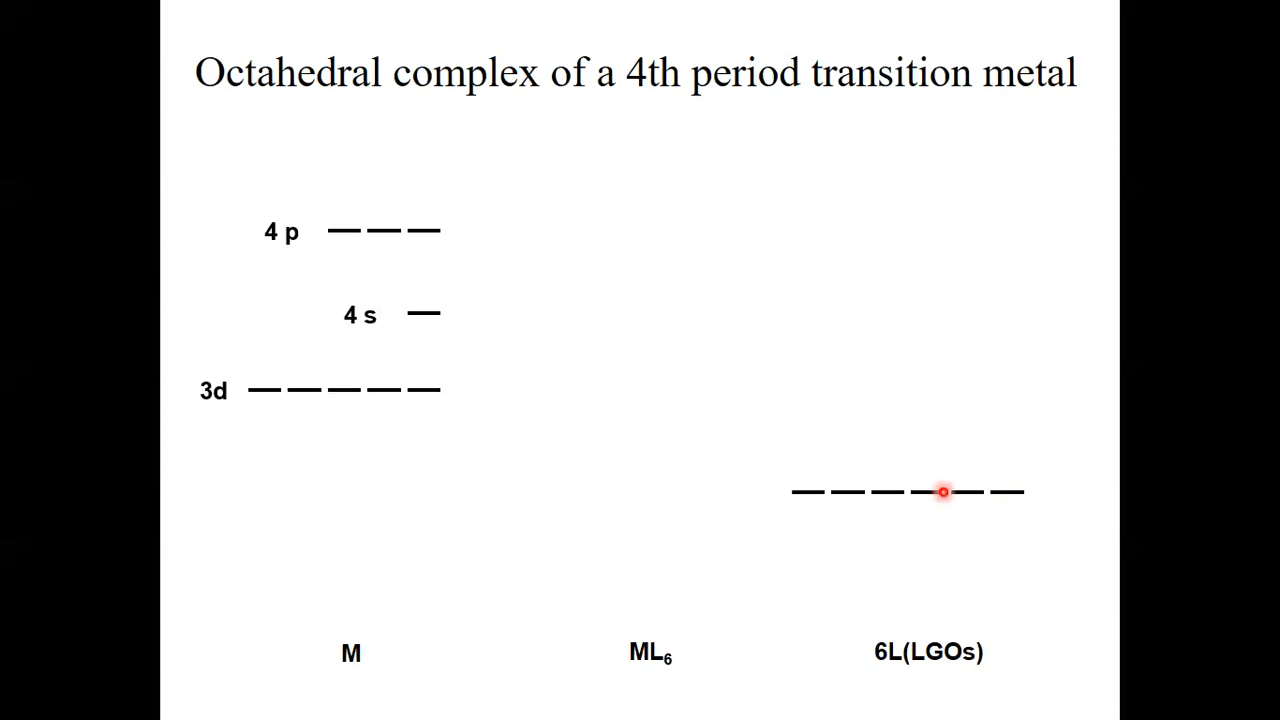 Octahedral complex of a 4th period transition metal
4 p
4 s
3d
M
ML₆
6L(LGOs)